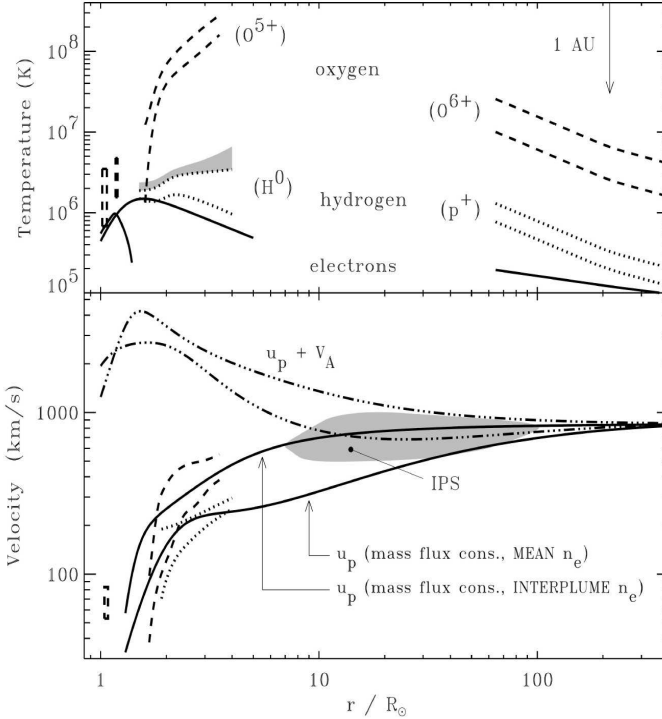 Temperature (K)
10^8
10^7
10^6
10^5
(O^5+)
oxygen
1 AU
(O^6+)
(H^0)
hydrogen
(p^+)
electrons
Velocity (km/s)
1000
100
u_p + V_A
IPS
u_p (mass flux cons., MEAN n_e)
u_p (mass flux cons., INTERPLUME n_e)
1
10
100
r / R_☉